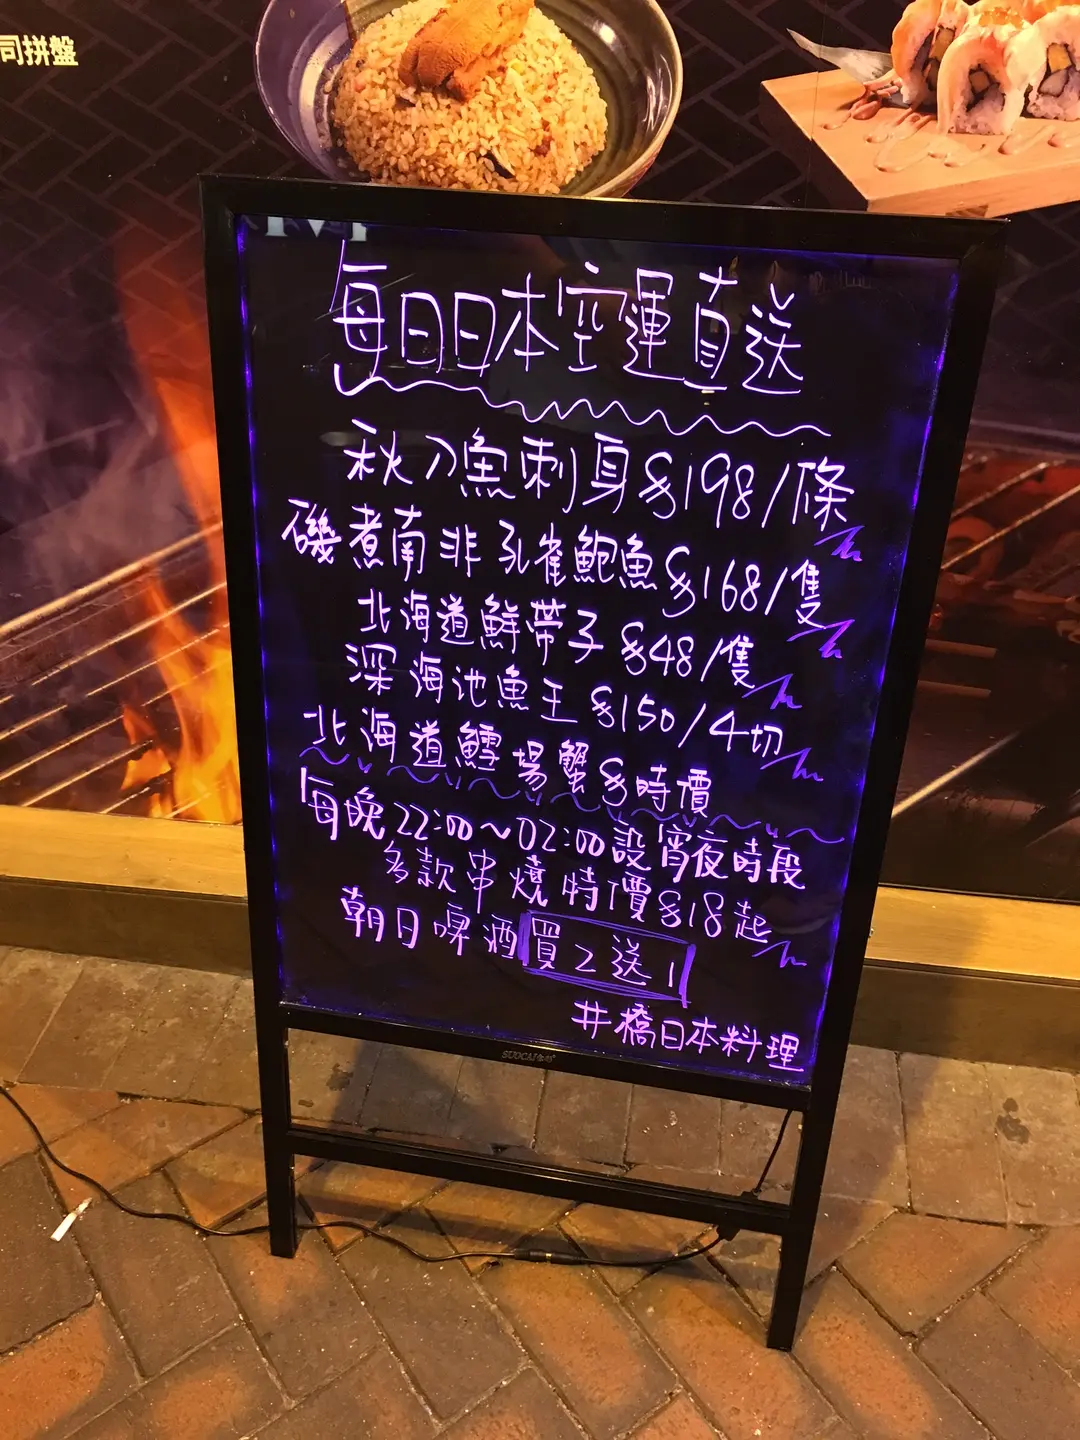 司拼盤
每日日本空運直送
秋刀魚刺身$198/條
磯煮南非孔雀鮑魚$168/隻
北海道鮮帶子$48/隻
深海池魚王$150/4切
北海道鱈場蟹$時價
每晚22:00~02:00設宵夜時段
多款串燒特價$18起
朝日啤酒買2送1
井橋日本料理
SUOCAI